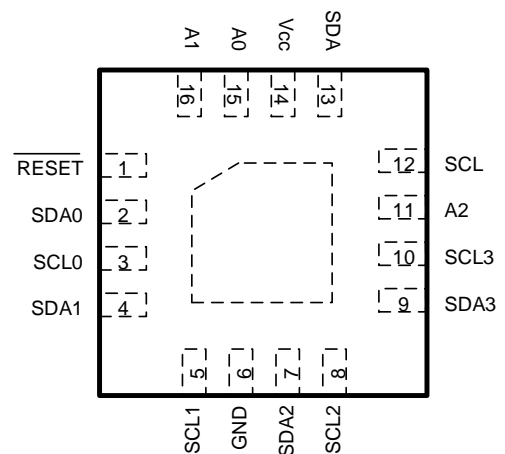 A1
A0
Vcc
SDA
16
15
14
13
RESET
1
12
SCL
SDA0
2
11
A2
SCL0
3
10
SCL3
SDA1
4
9
SDA3
5
6
7
8
SCL1
GND
SDA2
SCL2